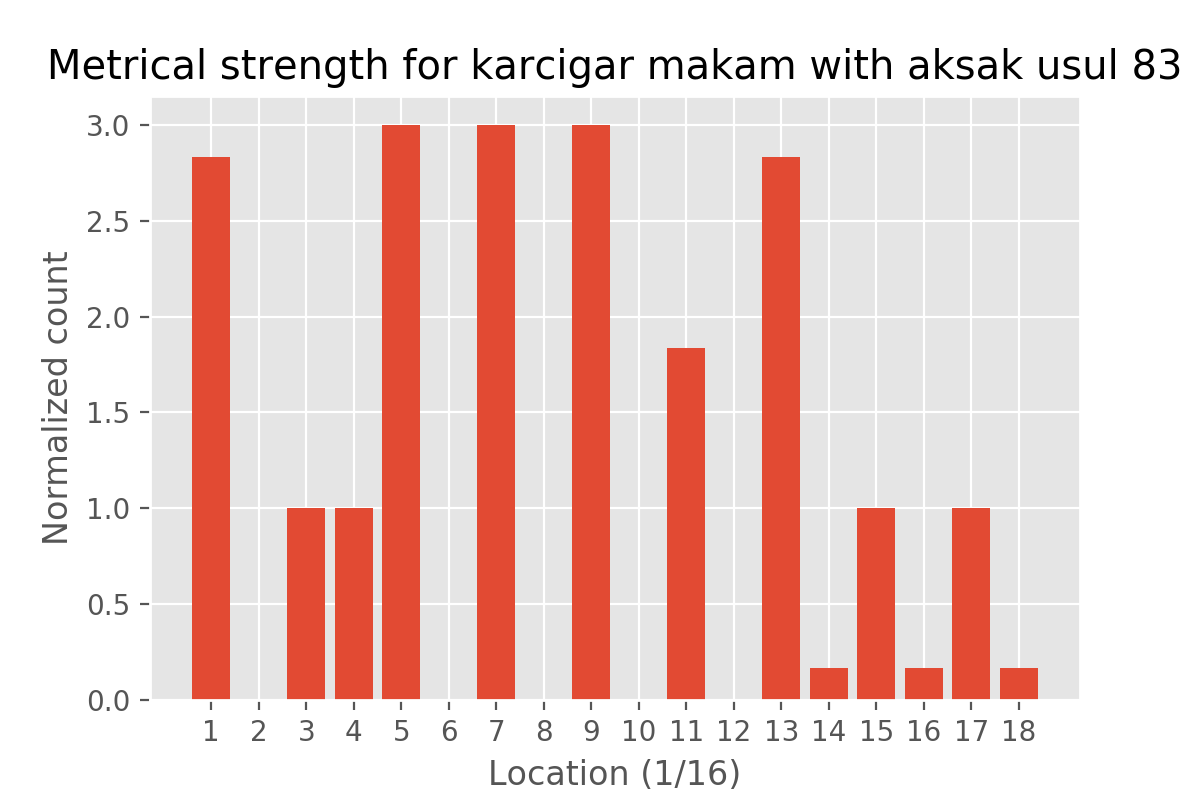 Metrical strength for karcigar makam with aksak usul 83
3.0
2.5
2.0
1.5
1.0
0.5
0.0
Normalized count
1 2 3 4 5 6 7 8 9 10 11 12 13 14 15 16 17 18
Location (1/16)